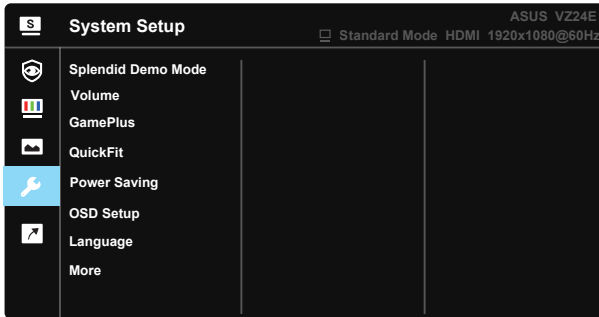 S
System Setup
ASUS VZ24E
Standard Mode HDMI 1920x1080@60Hz
Splendid Demo Mode
Volume
GamePlus
QuickFit
Power Saving
OSD Setup
Language
More